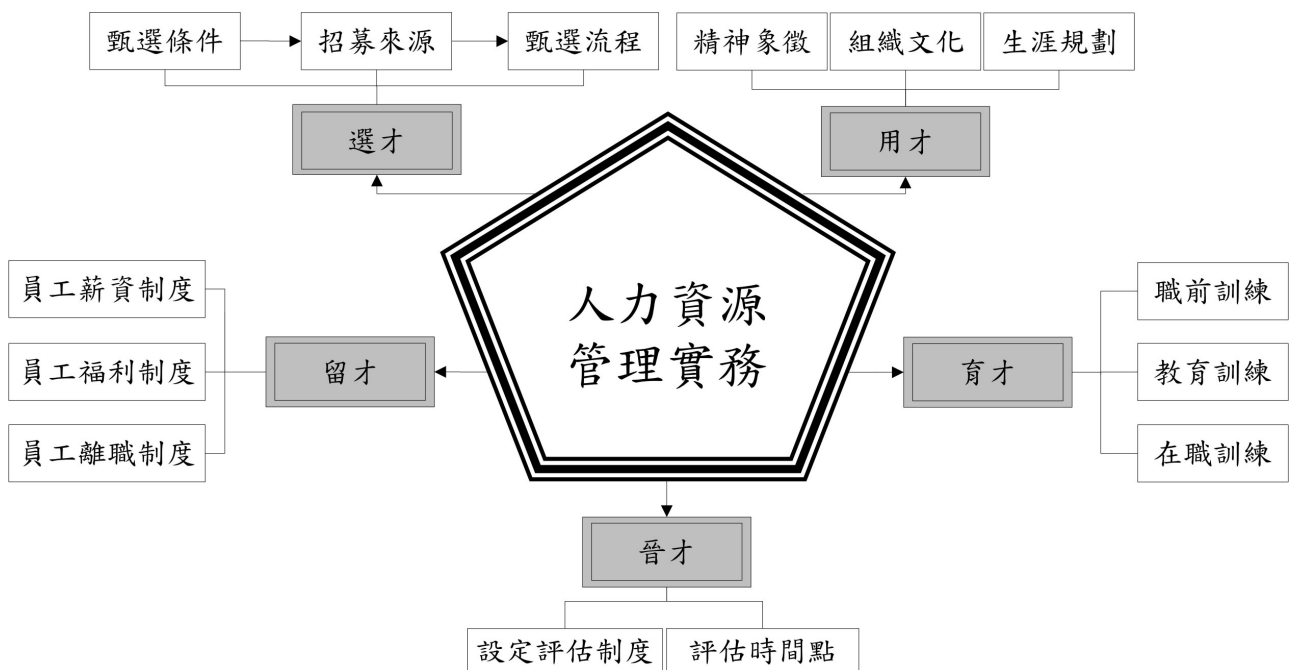 甄選條件
招募來源
甄選流程
精神象徵
組織文化
生涯規劃
選才
用才
人力資源
管理實務
員工薪資制度
員工福利制度
員工離職制度
留才
育才
職前訓練
教育訓練
在職訓練
晉才
設定評估制度
評估時間點